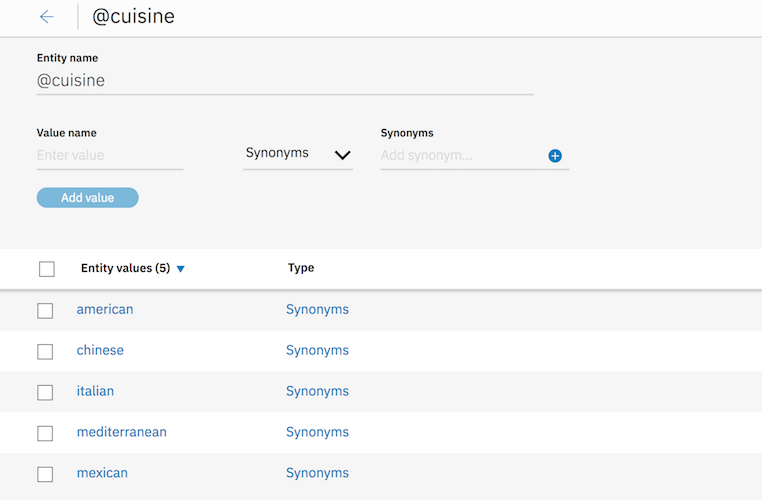 @cuisine
Entity name
@cuisine
Value name Synonyms
Enter value Synonyms Add synonym...
Add value
Entity values (5) Type
american Synonyms
chinese Synonyms
italian Synonyms
mediterranean Synonyms
mexican Synonyms